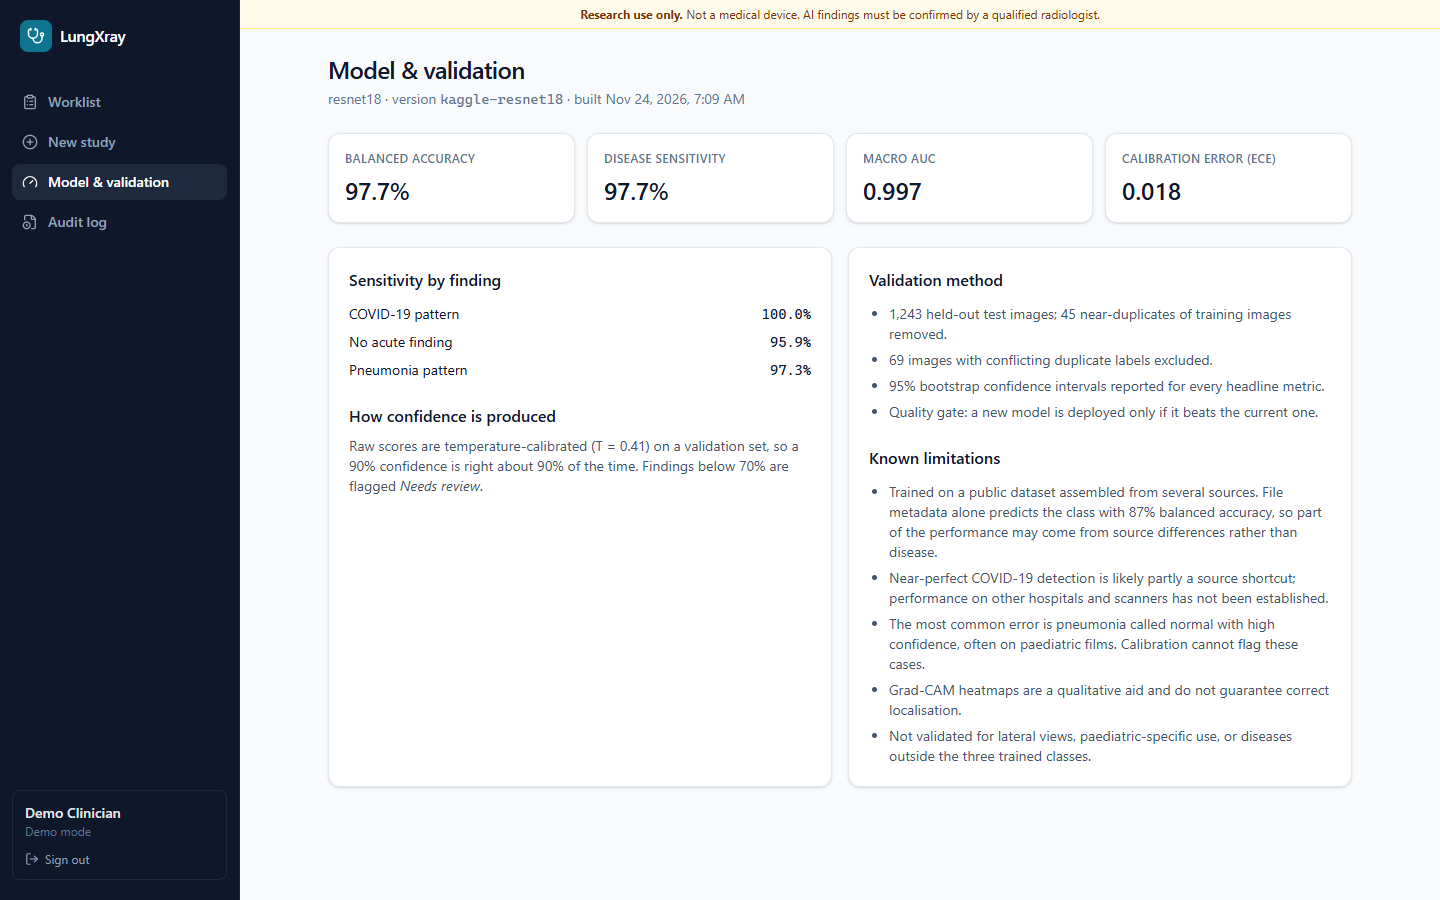 Research use only. Not a medical device. AI findings must be confirmed by a qualified radiologist.
LungXray
Worklist
New study
Model & validation
Audit log
Demo Clinician
Demo mode
Sign out
Model & validation
resnet18 · version kaggle-resnet18 · built Nov 24, 2026, 7:09 AM
BALANCED ACCURACY
97.7%
DISEASE SENSITIVITY
97.7%
MACRO AUC
0.997
CALIBRATION ERROR (ECE)
0.018
Sensitivity by finding
COVID-19 pattern 100.0%
No acute finding 95.9%
Pneumonia pattern 97.3%
How confidence is produced
Raw scores are temperature-calibrated (T = 0.41) on a validation set, so a
90% confidence is right about 90% of the time. Findings below 70% are
flagged Needs review.
Validation method
• 1,243 held-out test images; 45 near-duplicates of training images
removed.
• 69 images with conflicting duplicate labels excluded.
• 95% bootstrap confidence intervals reported for every headline metric.
• Quality gate: a new model is deployed only if it beats the current one.
Known limitations
• Trained on a public dataset assembled from several sources. File
metadata alone predicts the class with 87% balanced accuracy, so part
of the performance may come from source differences rather than
disease.
• Near-perfect COVID-19 detection is likely partly a source shortcut;
performance on other hospitals and scanners has not been established.
• The most common error is pneumonia called normal with high
confidence, often on paediatric films. Calibration cannot flag these
cases.
• Grad-CAM heatmaps are a qualitative aid and do not guarantee correct
localisation.
• Not validated for lateral views, paediatric-specific use, or diseases
outside the three trained classes.